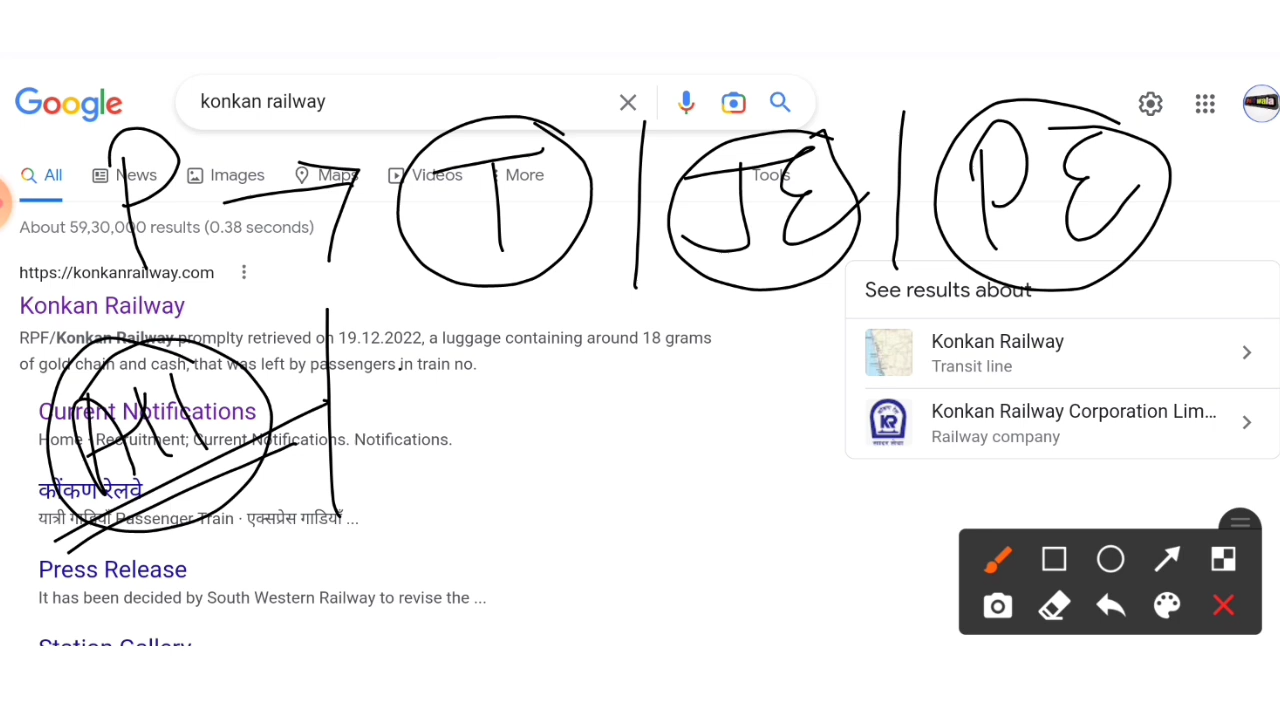 Google
konkan railway
All News Images Maps Videos More Tools
P → T | JE | PE
About 59,30,000 results (0.38 seconds)
https://konkanrailway.com
Konkan Railway
RPF/Konkan Railway promplty retrieved on 19.12.2022, a luggage containing around 18 grams
of gold chain and cash, that was left by passengers in train no.
Current Notifications
Home · Recruitment; Current Notifications. Notifications.
कोंकण रेलवे
यात्री गाड़ियाँ Passenger Train · एक्सप्रेस गाडियाँ ...
Press Release
It has been decided by South Western Railway to revise the ...
Station Gallery
See results about
Konkan Railway
Transit line
Konkan Railway Corporation Lim...
Railway company
KR